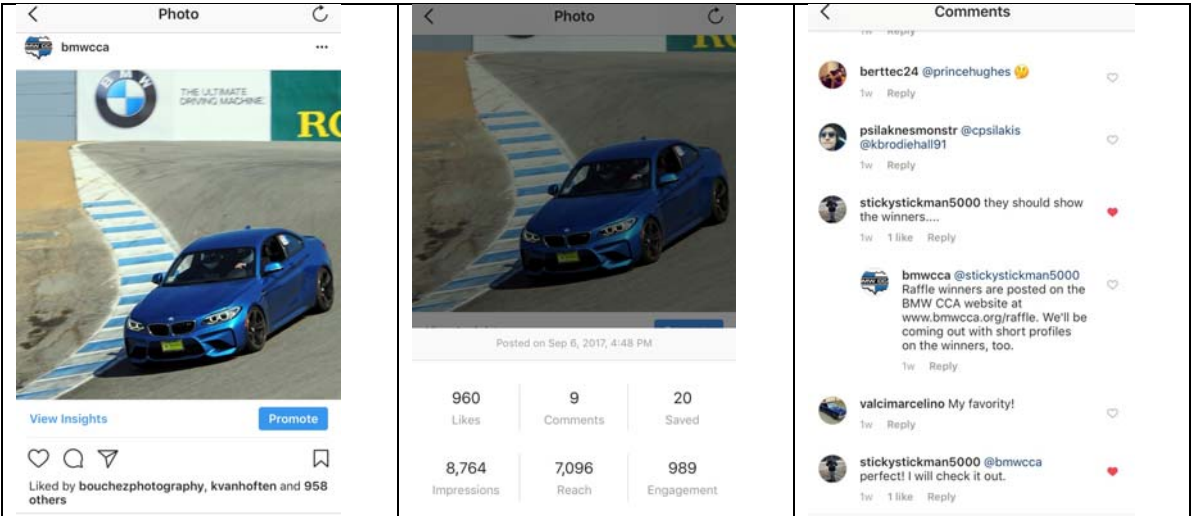 Photo
bmwcca
BMW
THE ULTIMATE
DRIVING MACHINE.
RO
View Insights
Promote
Liked by bouchezphotography, kvanhoften and 958
others
Photo
Posted on Sep 6, 2017, 4:48 PM
960
9
20
Likes
Comments
Saved
8,764
7,096
989
Impressions
Reach
Engagement
Comments
1w Reply
berttec24 @princehughes 🤔
1w Reply
psilaknesmonstr @cpsilakis
@kbrodiehall91
1w Reply
stickystickman5000 they should show
the winners....
1w 1 like Reply
bmwcca @stickystickman5000
Raffle winners are posted on the
BMW CCA website at
www.bmwcca.org/raffle. We'll be
coming out with short profiles
on the winners, too.
1w Reply
valcimarcelino My favority!
1w Reply
stickystickman5000 @bmwcca
perfect! I will check it out.
1w 1 like Reply